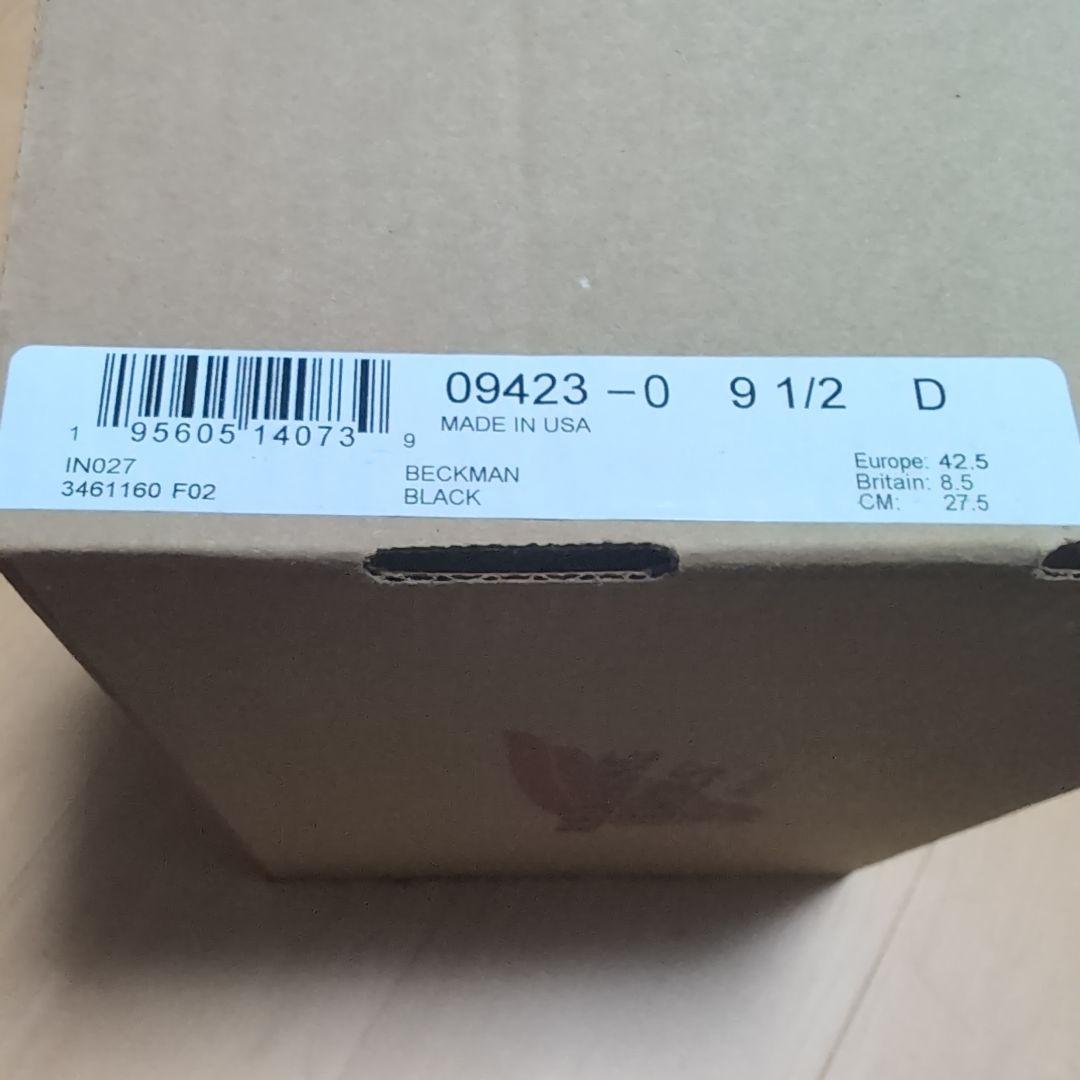 09423 – 0 9 1/2 D
MADE IN USA
1 95605 14073 9
IN027
3461160 F02
BECKMAN
BLACK
Europe: 42.5
Britain: 8.5
CM: 27.5